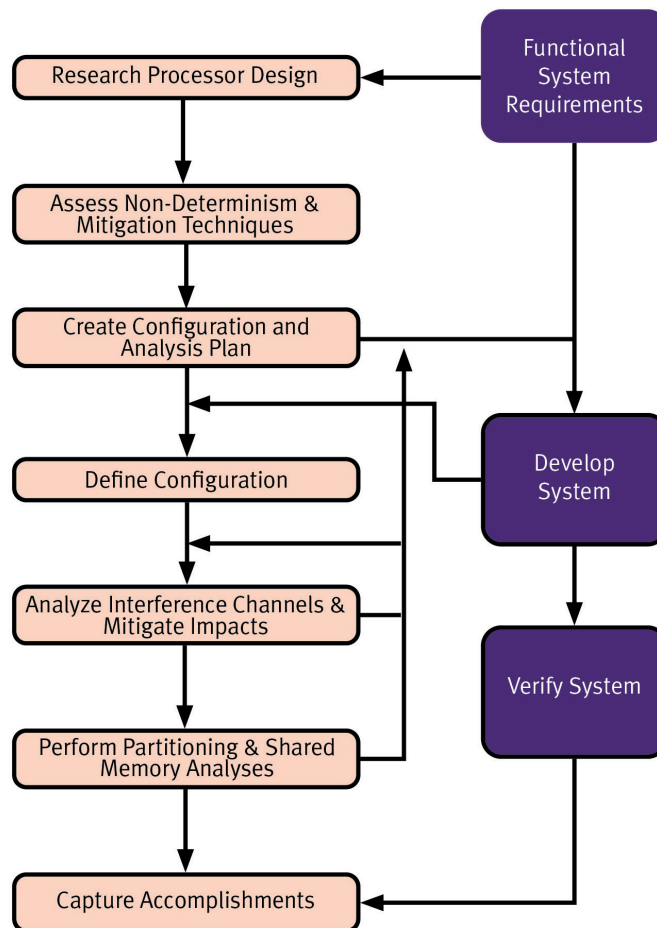 Functional
System
Requirements
Research Processor Design
Assess Non-Determinism &
Mitigation Techniques
Create Configuration and
Analysis Plan
Develop
System
Define Configuration
Analyze Interference Channels &
Mitigate Impacts
Verify System
Perform Partitioning & Shared
Memory Analyses
Capture Accomplishments